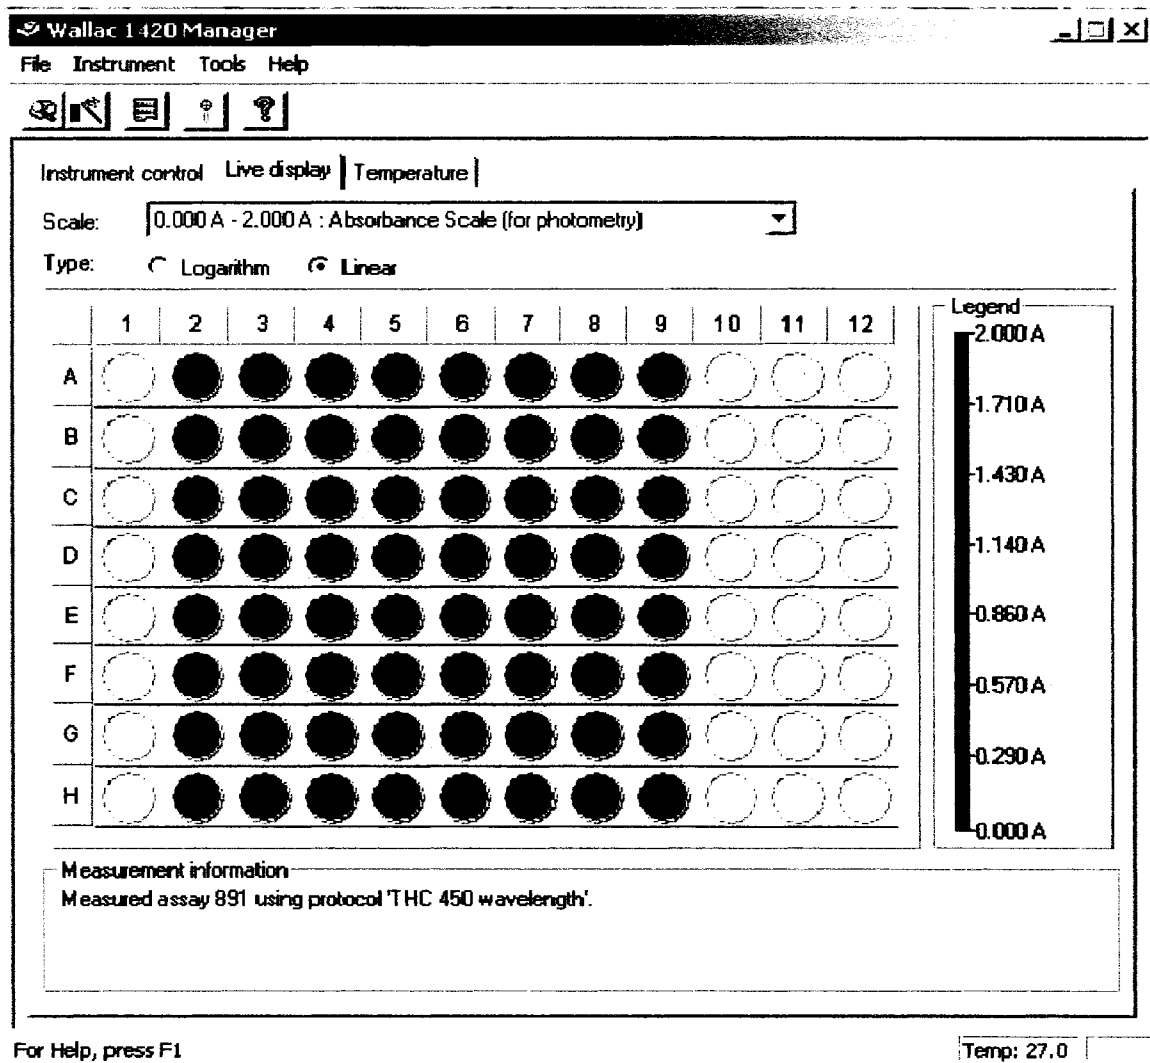 Wallac 1420 Manager
File Instrument Tools Help
Instrument control Live display Temperature
Scale: 0.000 A - 2.000 A : Absorbance Scale (for photometry)
Type: Logarithm Linear
1 2 3 4 5 6 7 8 9 10 11 12
A
B
C
D
E
F
G
H
Legend
2.000 A
1.710 A
1.430 A
1.140 A
0.860 A
0.570 A
0.290 A
0.000 A
Measurement information
Measured assay 891 using protocol 'THC 450 wavelength'.
For Help, press F1
Temp: 27.0